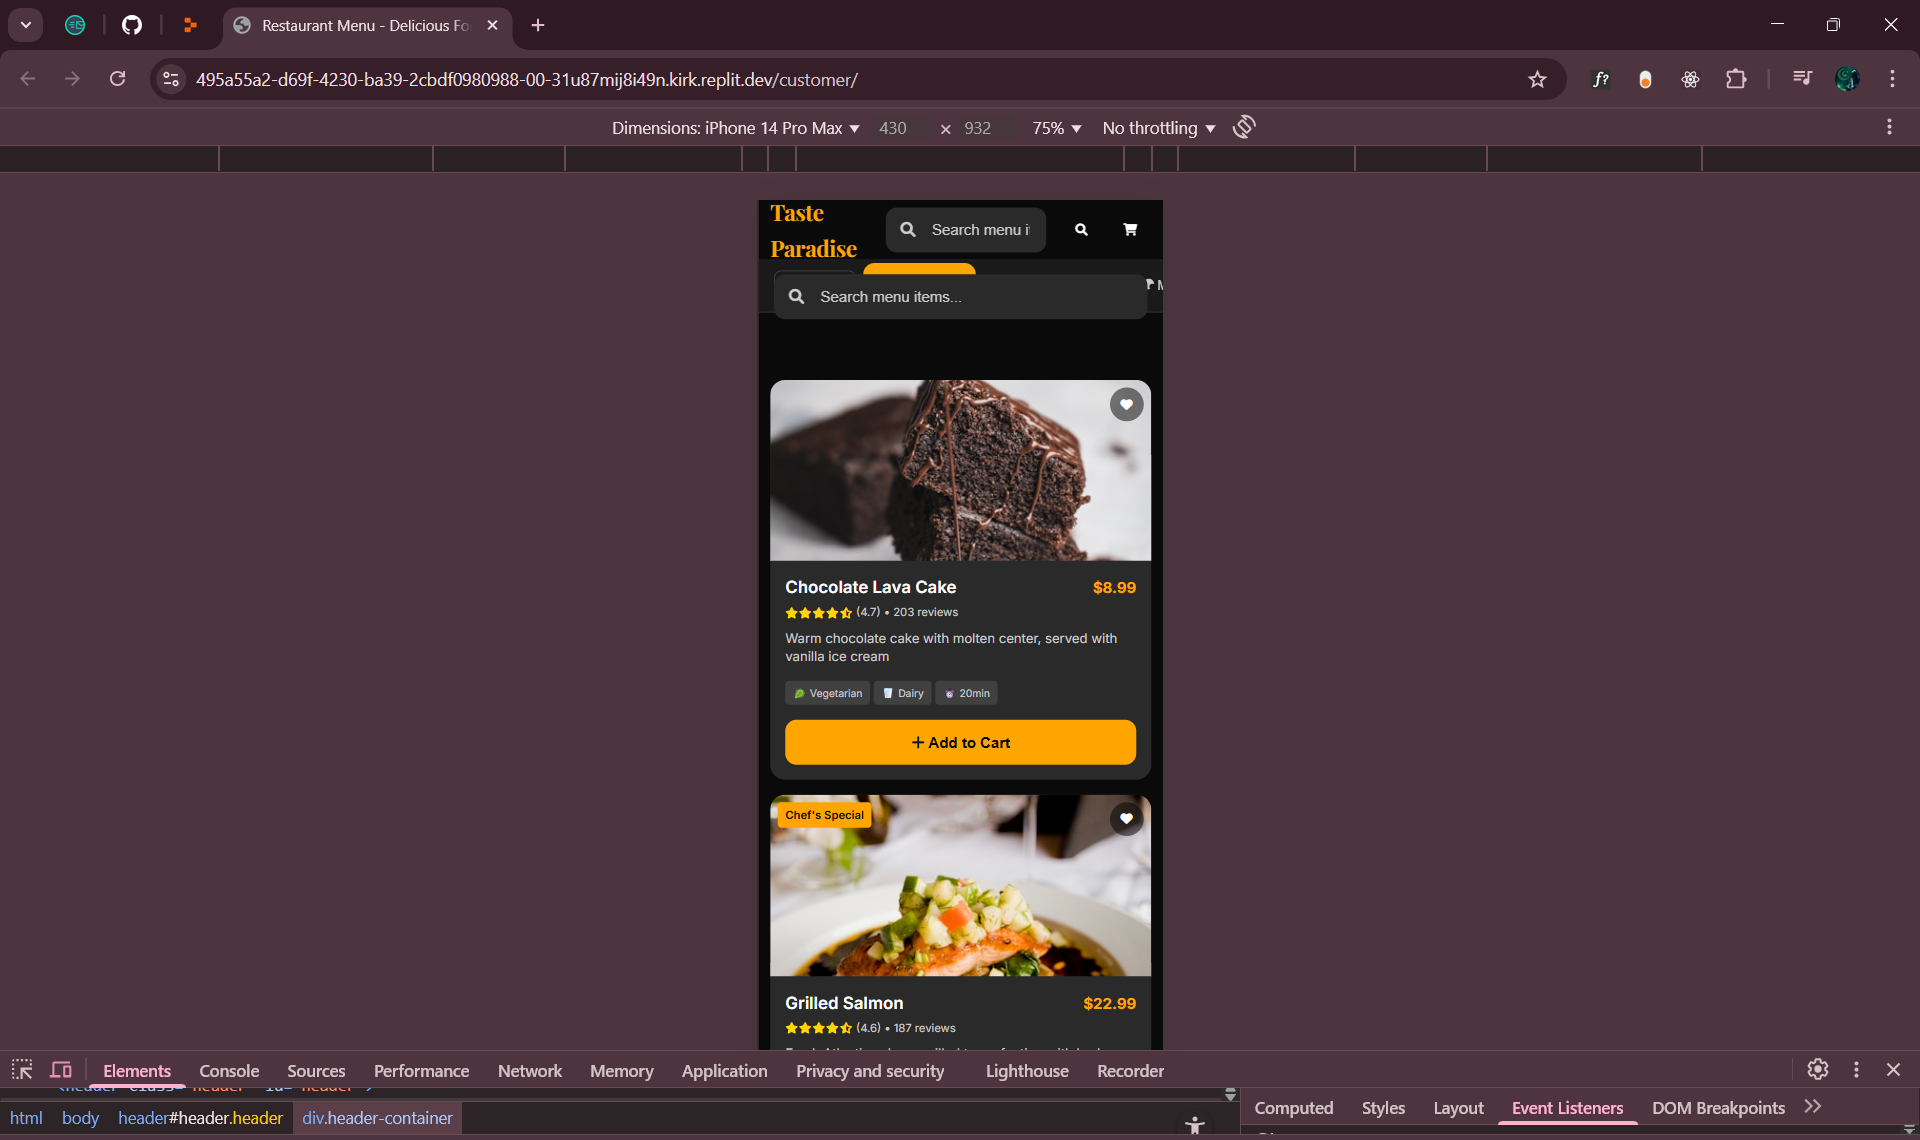 Restaurant Menu - Delicious Fo
495a55a2-d69f-4230-ba39-2cbdf0980988-00-31u87mij8i49n.kirk.replit.dev/customer/
f?
Dimensions: iPhone 14 Pro Max 430 × 932 75% No throttling
Taste
Paradise
Search menu i
Search menu items...
M
Chocolate Lava Cake $8.99
(4.7) • 203 reviews
Warm chocolate cake with molten center, served with
vanilla ice cream
Vegetarian Dairy 20min
+ Add to Cart
Chef's Special
Grilled Salmon $22.99
(4.6) • 187 reviews
Elements Console Sources Performance Network Memory Application Privacy and security Lighthouse Recorder
html body header#header.header div.header-container
Computed Styles Layout Event Listeners DOM Breakpoints